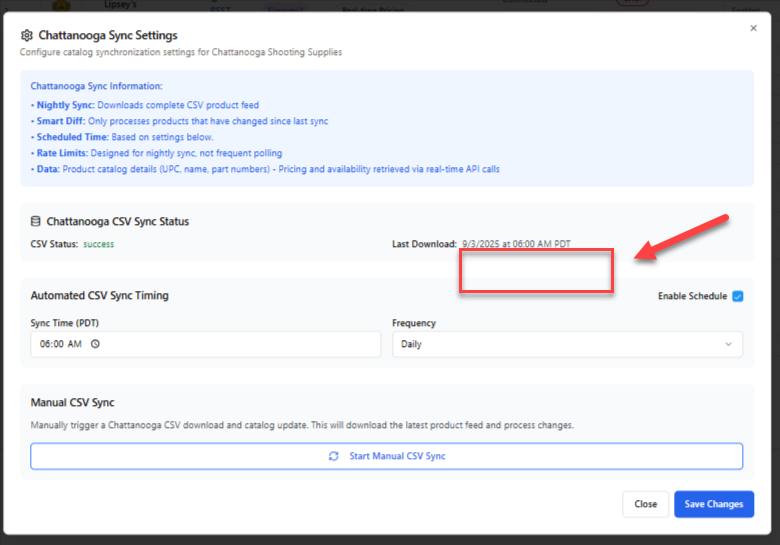 Lipsey's
Real-time Pricing
Chattanooga Sync Settings
Configure catalog synchronization settings for Chattanooga Shooting Supplies
Chattanooga Sync Information:
• Nightly Sync: Downloads complete CSV product feed
• Smart Diff: Only processes products that have changed since last sync
• Scheduled Time: Based on settings below.
• Rate Limits: Designed for nightly sync, not frequent polling
• Data: Product catalog details (UPC, name, part numbers) - Pricing and availability retrieved via real-time API calls
Chattanooga CSV Sync Status
CSV Status: success
Last Download: 9/3/2025 at 06:00 AM PDT
Automated CSV Sync Timing
Enable Schedule
Sync Time (PDT)
Frequency
06:00 AM
Daily
Manual CSV Sync
Manually trigger a Chattanooga CSV download and catalog update. This will download the latest product feed and process changes.
Start Manual CSV Sync
Close
Save Changes